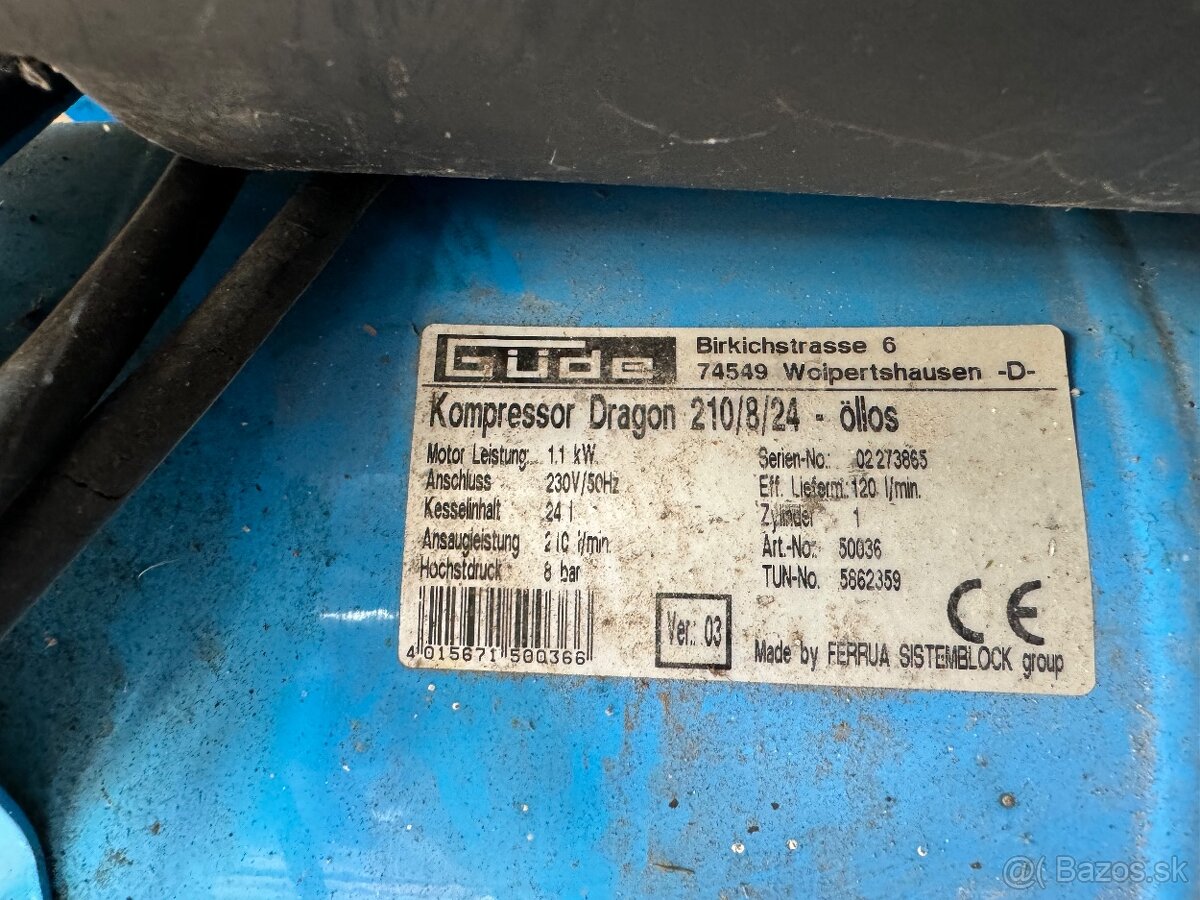 Güde
Birkichstrasse 6
74549 Wolpertshausen -D-
Kompressor Dragon 210/8/24 - öllos
Motor Leistung: 1.1 kW
Anschluss 230V/50Hz
Kesselinhalt 24 l
Ansaugleistung 210 l/min.
Höchstdruck 8 bar
Serien-No: 02273865
Eff. Lieferm: 120 l/min.
Zylinder 1
Art.-No.: 50036
TUN-No. 5862359
CE
4 015671 500366
Ver.: 03
Made by FERRUA SISTEMBLOCK group
Bazos.sk